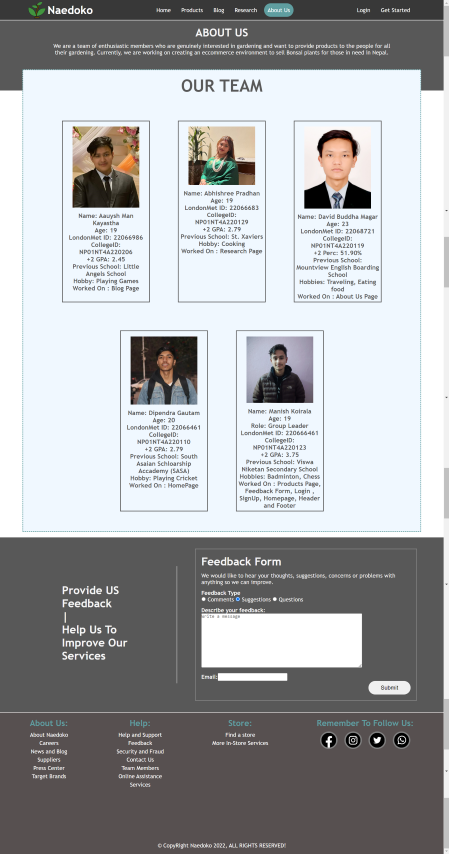 Naedoko
Home Products Blog Research About Us Login Get Started
ABOUT US
We are a team of enthusiastic members who are genuinely interested in gardening and want to provide products to the people for all
their gardening. Currently, we are working on creating an ecommerce environment to sell Bonsai plants for those in need in Nepal.
OUR TEAM
Name: Aauysh Man
Kayastha
Age: 19
LondonMet ID: 22066986
CollegeID:
NP01NT4A220206
+2 GPA: 2.45
Previous School: Little
Angels School
Hobby: Playing Games
Worked On : Blog Page
Name: Abhishree Pradhan
Age: 19
LondonMet ID: 22066683
CollegeID:
NP01NT4A220129
+2 GPA: 2.79
Previous School: St. Xaviers
Hobby: Cooking
Worked On : Research Page
Name: David Buddha Magar
Age: 23
LondonMet ID: 22068721
CollegeID:
NP01NT4A220119
+2 Perc: 51.90%
Previous School:
Mountview English Boarding
School
Hobbies: Traveling, Eating
food
Worked On : About Us Page
Name: Dipendra Gautam
Age: 20
LondonMet ID: 22066461
CollegeID:
NP01NT4A220110
+2 GPA: 2.79
Previous School: South
Asaian Schloarship
Accademy (SASA)
Hobby: Playing Cricket
Worked On : HomePage
Name: Manish Koirala
Age: 19
Role: Group Leader
LondonMet ID: 220666461
CollegeID:
NP01NT4A220123
+2 GPA: 3.75
Previous School: Viswa
Niketan Secondary School
Hobbies: Badminton, Chess
Worked On : Products Page,
Feedback Form, Login ,
SignUp, Homepage, Header
and Footer
Provide US
Feedback
|
Help Us To
Improve Our
Services
Feedback Form
We would like to hear your thoughts, suggestions, concerns or problems with
anything so we can improve.
Feedback Type
Comments Suggestions Questions
Describe your feedback:
Write a message
Email:
Submit
About Us:
About Naedoko
Careers
News and Blog
Suppliers
Press Center
Target Brands
Help:
Help and Support
Feedback
Security and Fraud
Contact Us
Team Members
Online Assistance
Services
Store:
Find a store
More In-Store Services
Remember To Follow Us:
© CopyRight Naedoko 2022, ALL RIGHTS RESERVED!